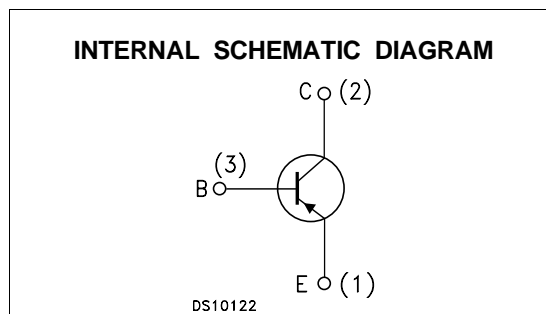 INTERNAL SCHEMATIC DIAGRAM
C (2)
(3)
B
E (1)
DS10122